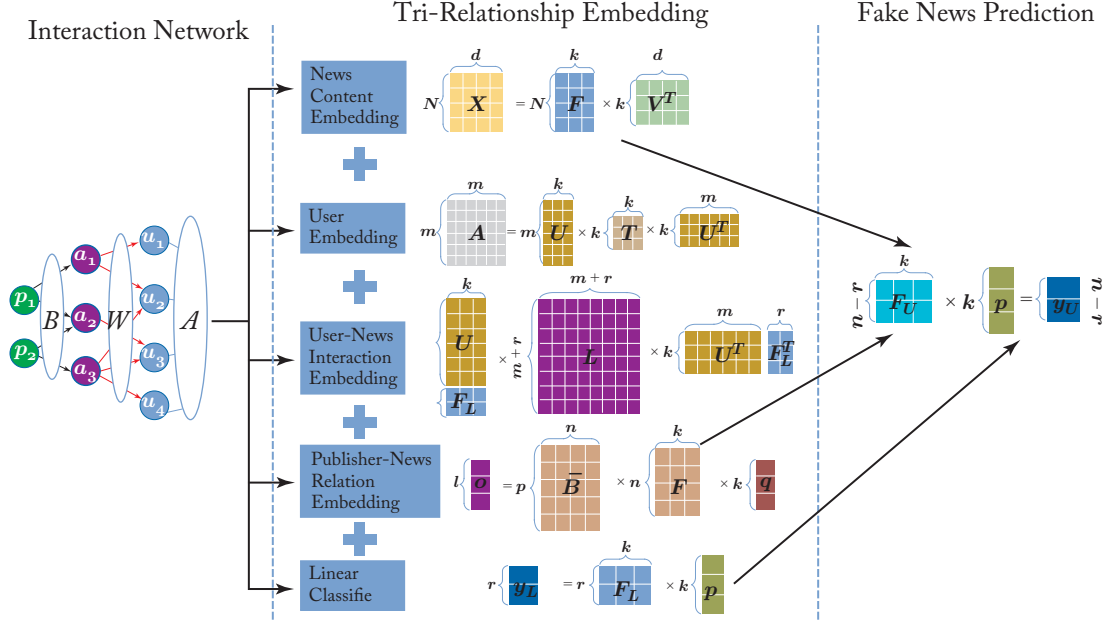 Interaction Network
Tri-Relationship Embedding
Fake News Prediction
p1
p2
B
a1
a2
a3
W
u1
u2
u3
u4
A
News
Content
Embedding
d
N
X
= N
k
F
× k
d
V^T
User
Embedding
m
m
A
= m
k
U
× k
k
T
× k
m
U^T
User-News
Interaction
Embedding
k
U
F_L
×
m + r
m + r
L
× k
m
U^T
r
F_L^T
Publisher-News
Relation
Embedding
l
o
= p
n
B̄
× n
k
F
× k
q
Linear
Classifie
r
y_L
= r
k
F_L
× k
p
n − r
k
F_U
× k
p
=
y_U
n − r